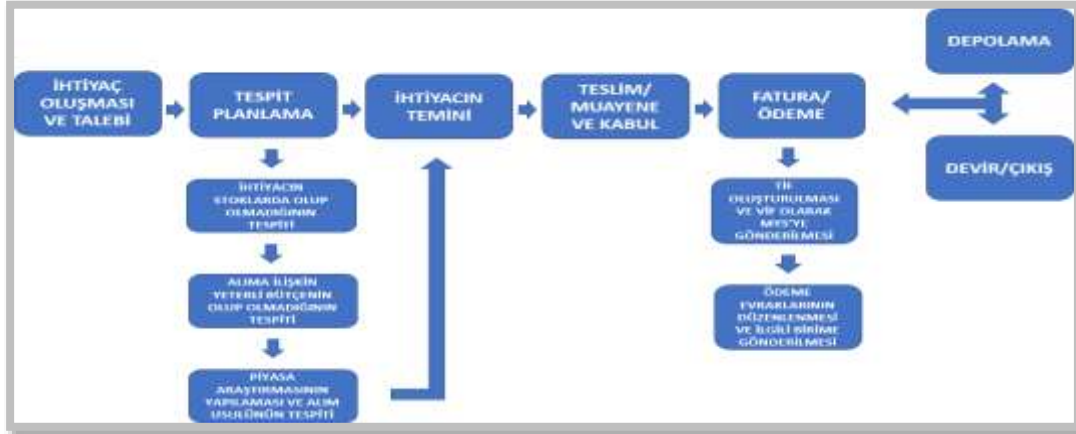 İHTİYAÇ
OLUŞMASI
VE TALEBİ
TESPİT
PLANLAMA
İHTİYACIN
TEMİNİ
TESLİM/
MUAYENE
VE KABUL
FATURA/
ÖDEME
DEPOLAMA
DEVİR/ÇIKIŞ
İHTİYACIN
STOKLARDA OLUP
OLMADIĞININ
TESPİTİ
ALIMA İLİŞKİN
YETERLİ BÜTÇENİN
OLUP OLMADIĞININ
TESPİTİ
PİYASA
ARAŞTIRMASININ
YAPILAMASI VE ALIM
USULÜNÜN TESPİTİ
TİF
OLUŞTURULMASI
VE VİF OLARAK
MYS'YE
GÖNDERİLMESİ
ÖDEME
EVRAKLARININ
DÜZENLENMESİ
VE İLGİLİ BİRİME
GÖNDERİLMESİ